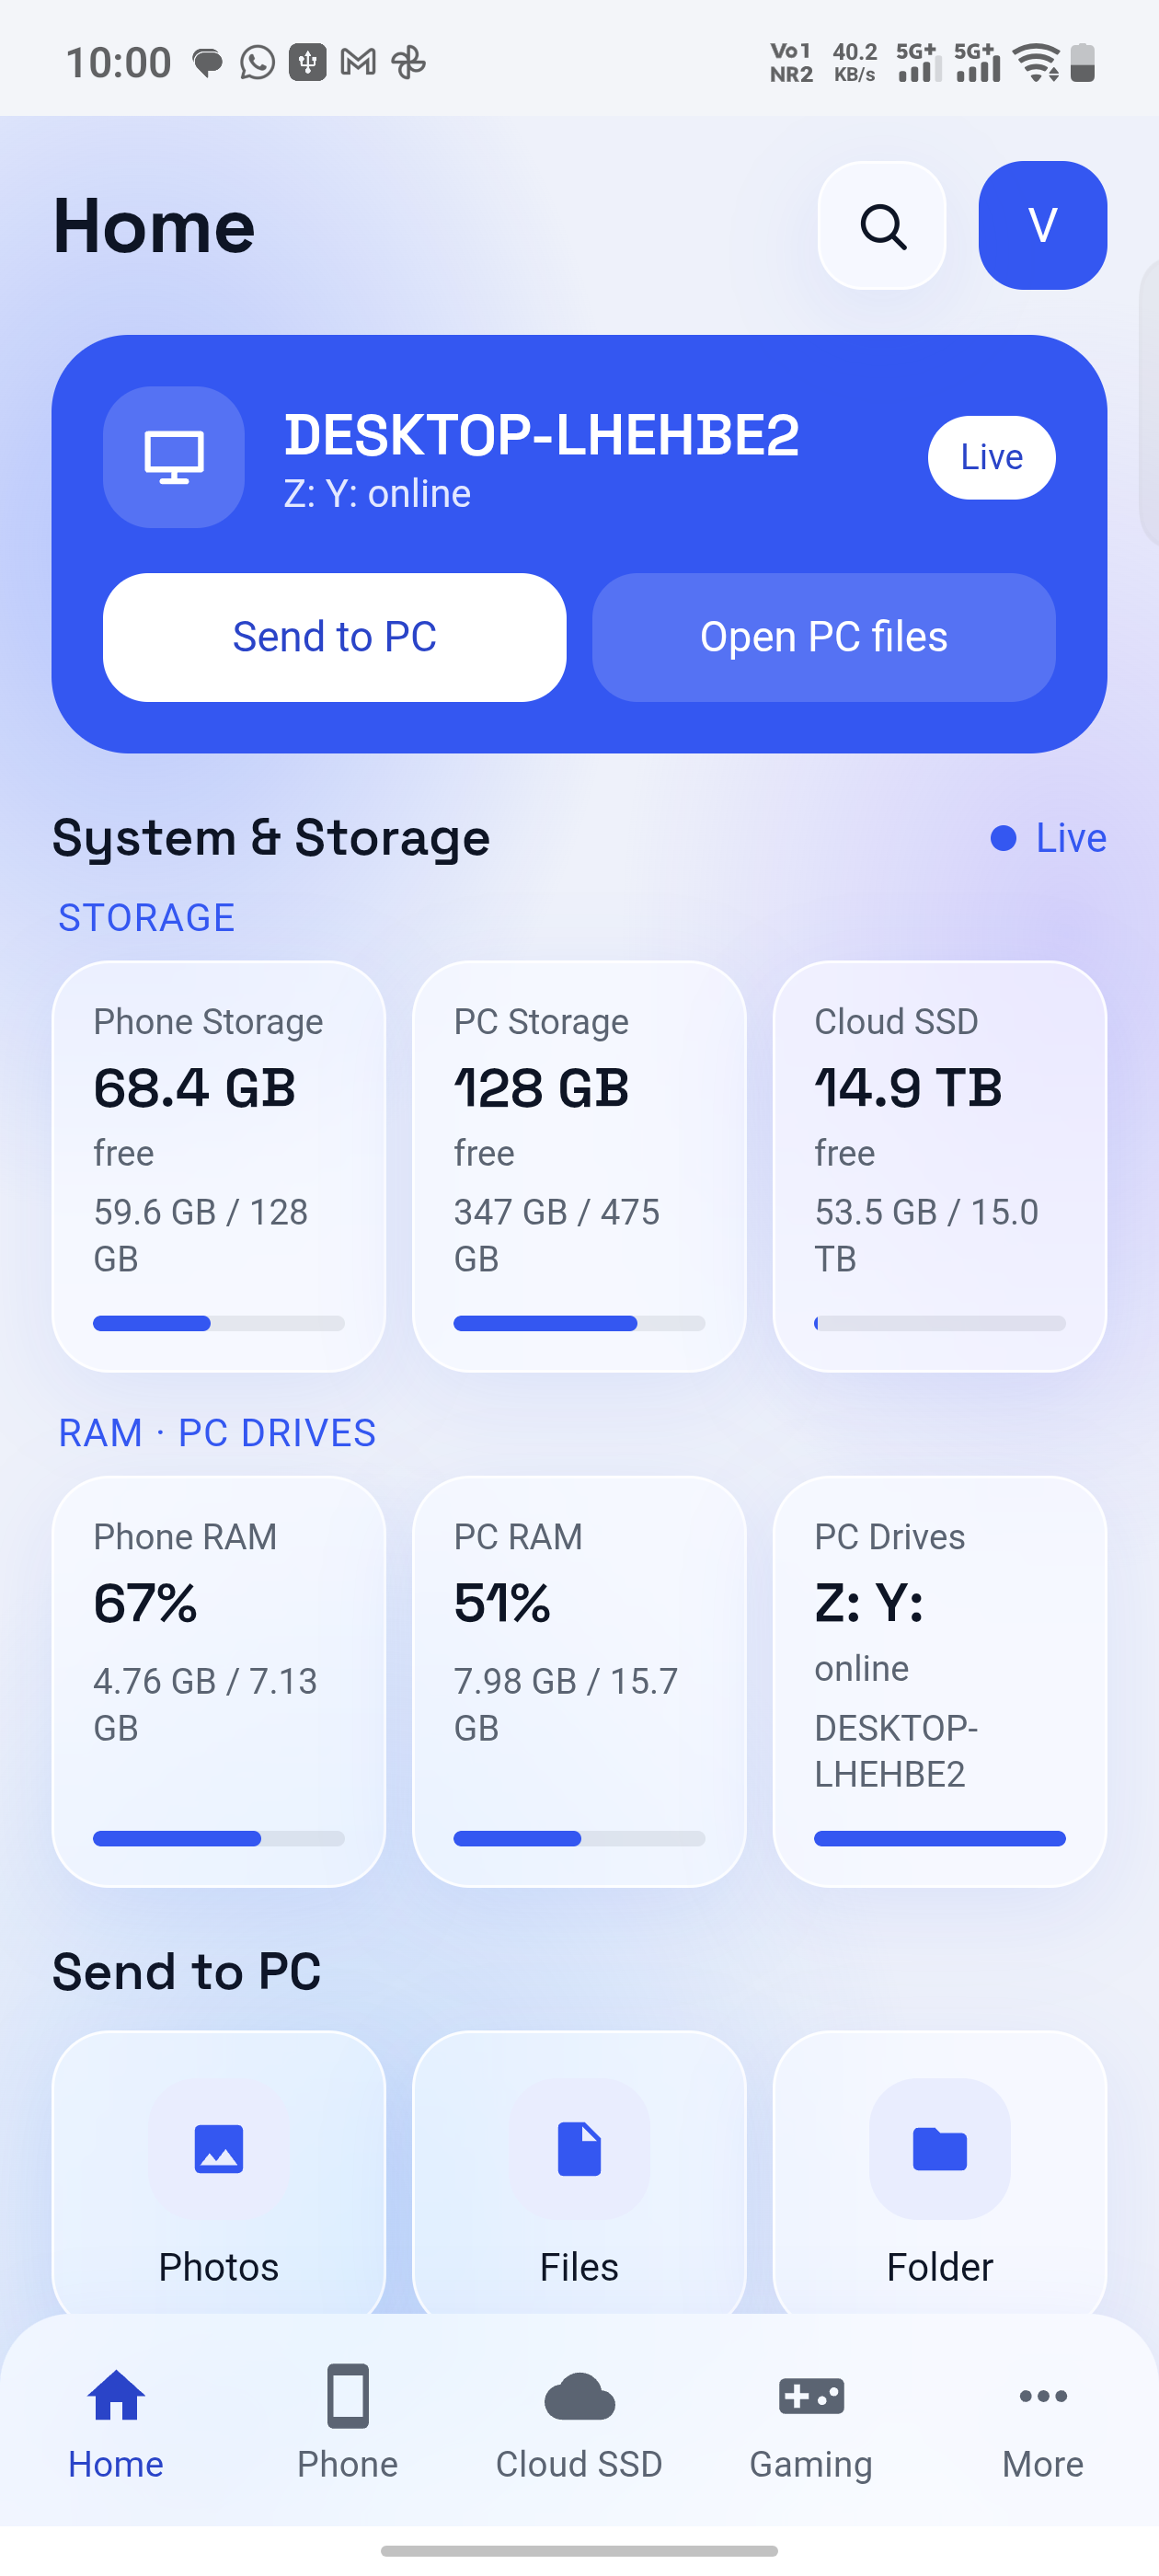 10:00
Vo1 NR2 40.2 KB/s 5G+ 5G+
Home
V
DESKTOP-LHEHBE2
Z: Y: online
Live
Send to PC
Open PC files
System & Storage
Live
STORAGE
Phone Storage
68.4 GB
free
59.6 GB / 128
GB
PC Storage
128 GB
free
347 GB / 475
GB
Cloud SSD
14.9 TB
free
53.5 GB / 15.0
TB
RAM · PC DRIVES
Phone RAM
67%
4.76 GB / 7.13
GB
PC RAM
51%
7.98 GB / 15.7
GB
PC Drives
Z: Y:
online
DESKTOP-
LHEHBE2
Send to PC
Photos
Files
Folder
Home
Phone
Cloud SSD
Gaming
More